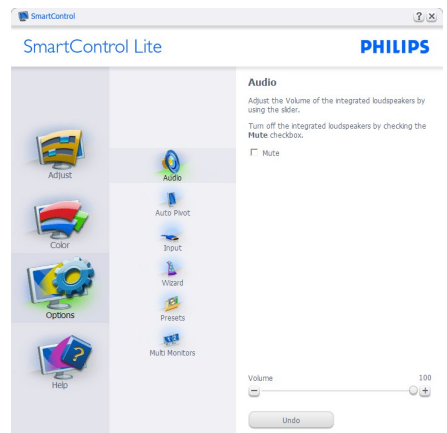 SmartControl
SmartControl Lite
PHILIPS
Adjust
Color
Options
Help
Audio
Auto Pivot
Input
Wizard
Presets
Multi Monitors
Audio
Adjust the Volume of the integrated loudspeakers by
using the slider.
Turn off the integrated loudspeakers by checking the
Mute checkbox.
Mute
Volume 100
Undo